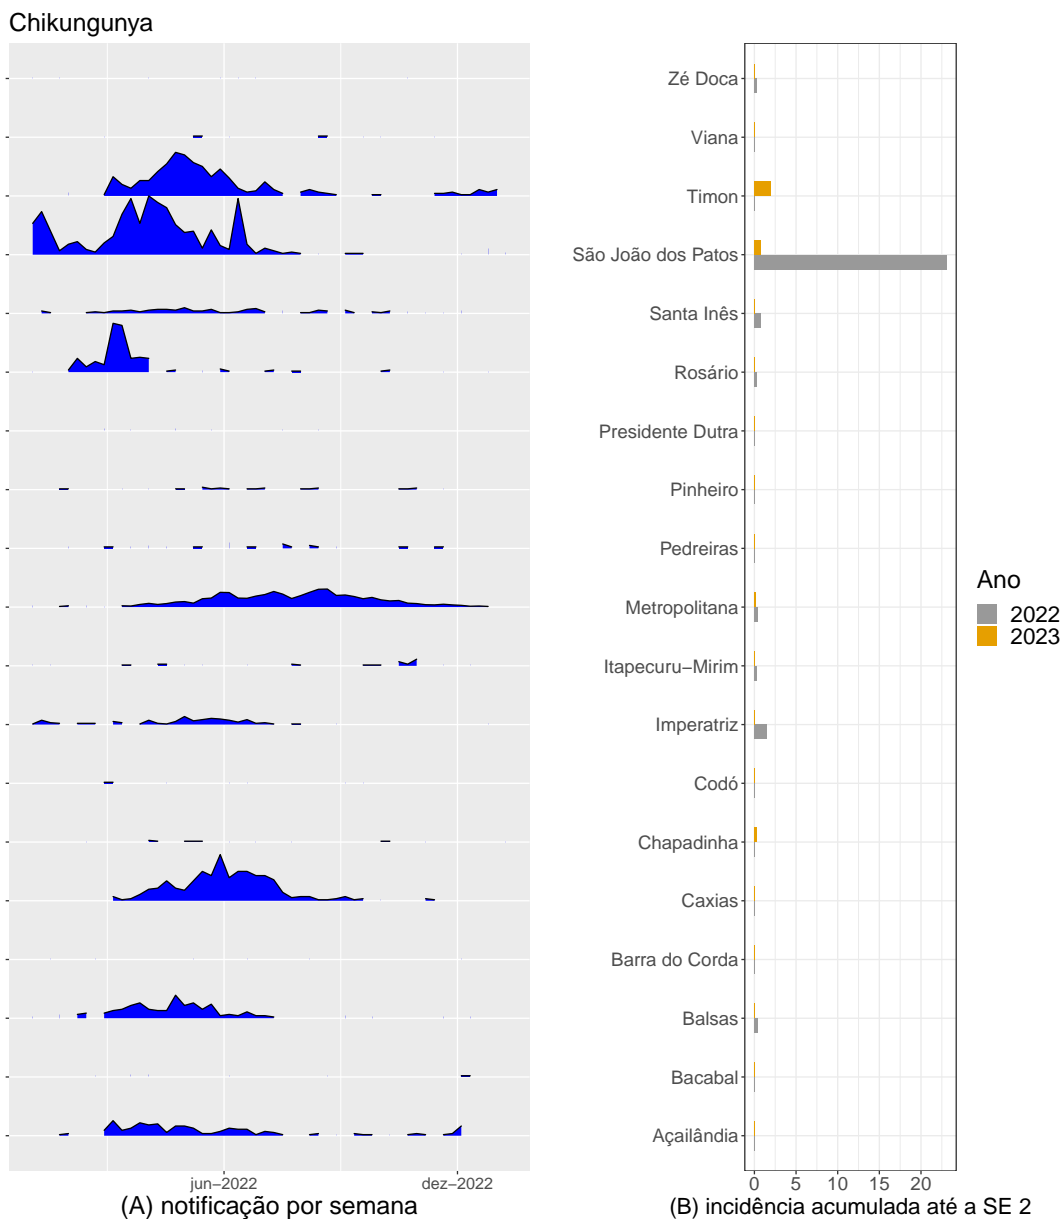 Chikungunya
Zé Doca
Viana
Timon
São João dos Patos
Santa Inês
Rosário
Presidente Dutra
Pinheiro
Pedreiras
Metropolitana
Itapecuru−Mirim
Imperatriz
Codó
Chapadinha
Caxias
Barra do Corda
Balsas
Bacabal
Açailândia
jun−2022 dez−2022
(A) notificação por semana
0 5 10 15 20
(B) incidência acumulada até a SE 2
Ano
2022
2023